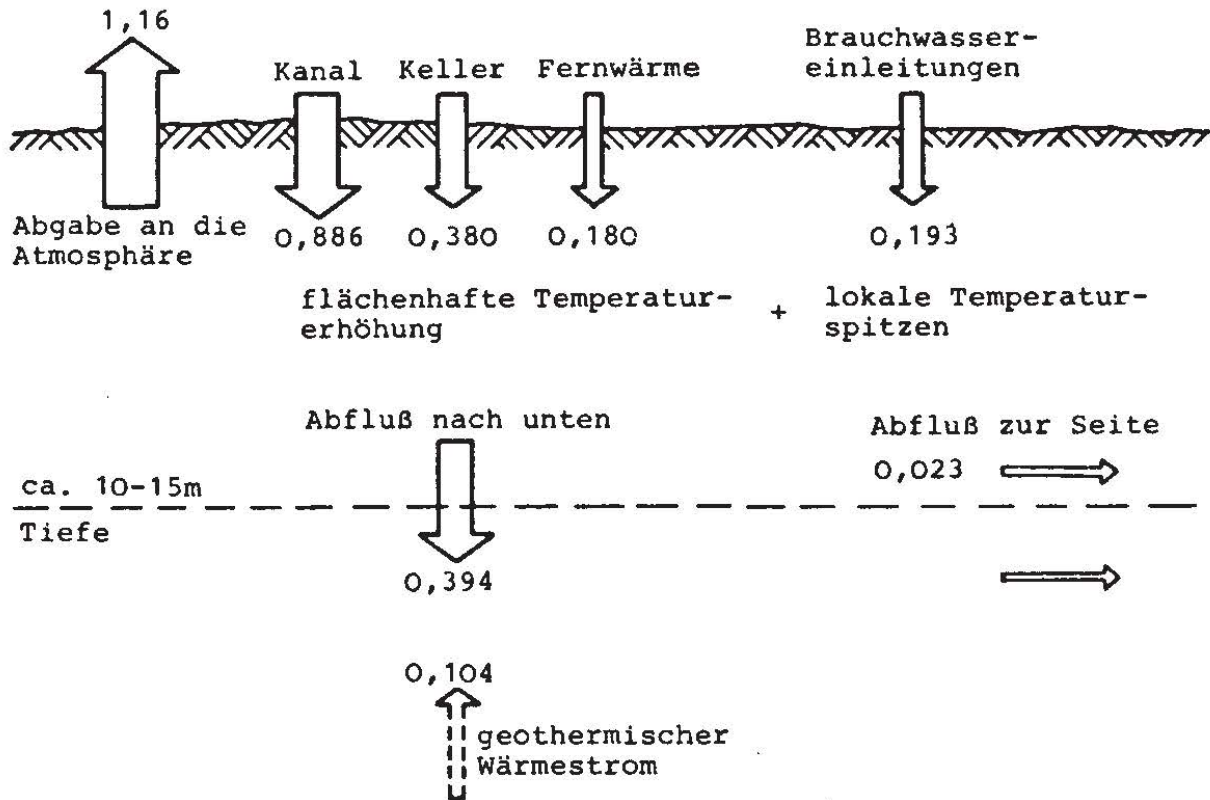 1,16
Kanal Keller Fernwärme
Brauchwasser-
einleitungen
Abgabe an die
Atmosphäre
0,886 0,380 0,180 0,193
flächenhafte Temperatur-
erhöhung
+
lokale Temperatur-
spitzen
Abfluß nach unten
Abfluß zur Seite
0,023
ca. 10-15m
Tiefe
0,394
0,104
geothermischer
Wärmestrom